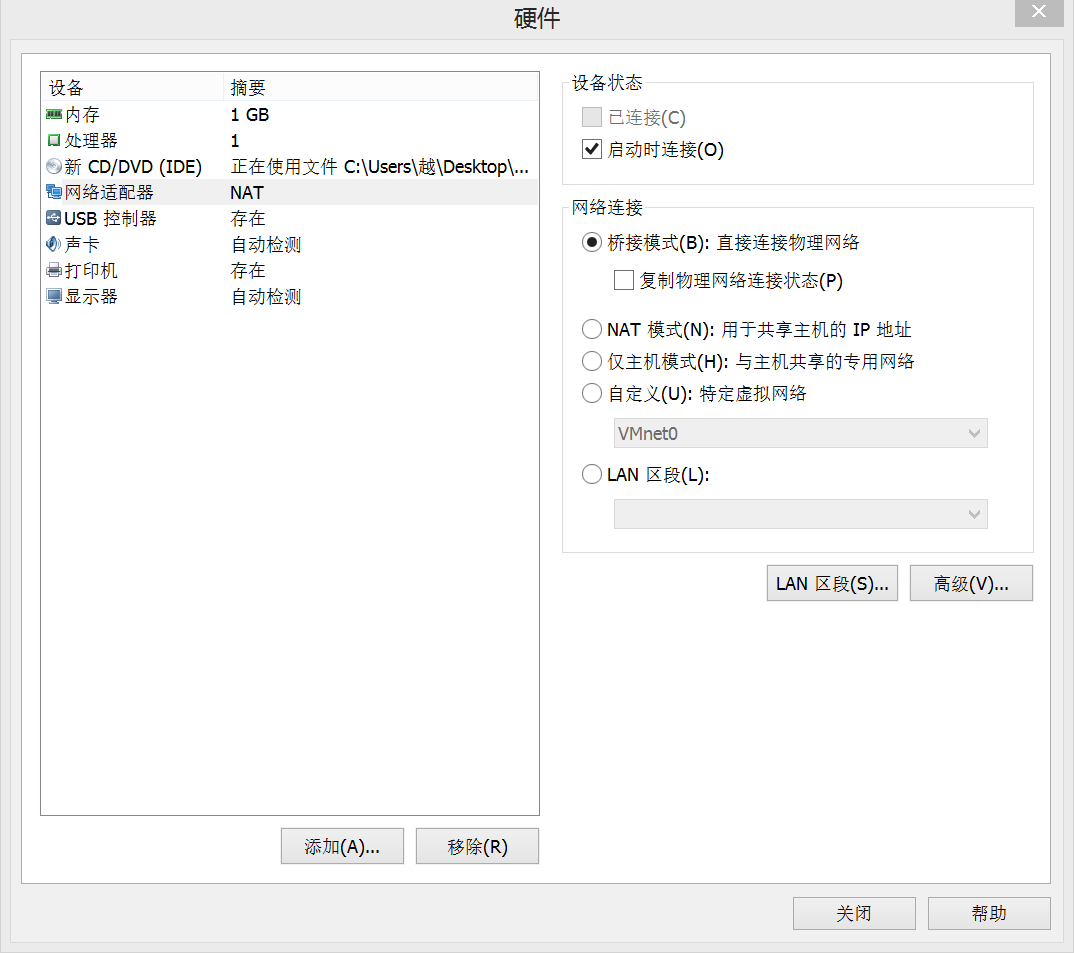 硬件
设备 摘要
内存 1 GB
处理器 1
新 CD/DVD (IDE) 正在使用文件 C:\Users\越\Desktop\...
网络适配器 NAT
USB 控制器 存在
声卡 自动检测
打印机 存在
显示器 自动检测
添加(A)... 移除(R)
设备状态
已连接(C)
启动时连接(O)
网络连接
桥接模式(B): 直接连接物理网络
复制物理网络连接状态(P)
NAT 模式(N): 用于共享主机的 IP 地址
仅主机模式(H): 与主机共享的专用网络
自定义(U): 特定虚拟网络
VMnet0
LAN 区段(L):
LAN 区段(S)... 高级(V)...
关闭 帮助